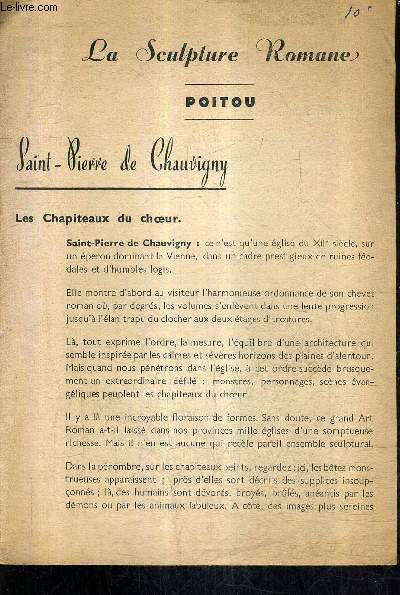 Le-livre.com
10
La Sculpture Romane
POITOU
Saint-Pierre de Chauvigny
Les Chapiteaux du chœur.
Saint-Pierre de Chauvigny : ce n'est qu'une église du XIIe siècle, sur
un éperon dominant la Vienne, dans un cadre prestigieux de ruines féo-
dales et d'humbles logis.
Elle montre d'abord au visiteur l'harmonieuse ordonnance de son chevet
roman où, par degrés, les volumes s'enlèvent dans une lente progression
jusqu'à l'élan trapu du clocher aux deux étages d'arcatures.
Là, tout exprime l'ordre, la mesure, l'équilibre d'une architecture qui
semble inspirée par les calmes et sévères horizons des plaines d'alentour.
Mais quand nous pénétrons dans l'église, à cet ordre succède brusque-
ment un extraordinaire défilé : monstres, personnages, scènes évan-
géliques peuplent les chapiteaux du chœur.
Il y a là une incroyable floraison de formes. Sans doute, ce grand Art
Roman a-t-il laissé dans nos provinces mille églises d'une somptueuse
richesse. Mais il n'en est aucune qui recèle pareil ensemble sculptural.
Dans la pénombre, sur les chapiteaux peints, regardez : ici, les bêtes mons-
trueuses apparaissent ; près d'elles sont décrits des supplices insoup-
çonnés ; là, des humains sont dévorés, broyés, brûlés, anéantis par les
démons ou par les animaux fabuleux. A côté, des images plus sereines